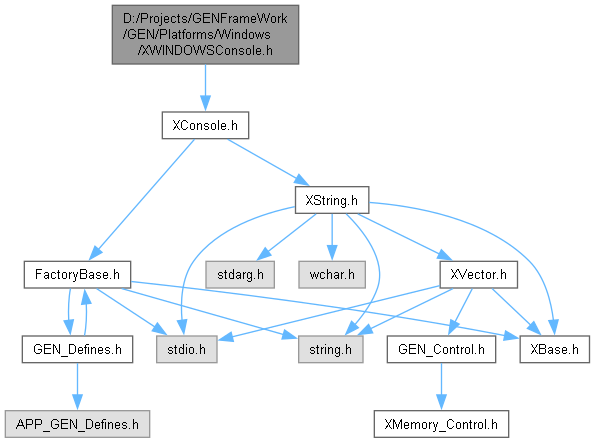 D:/Projects/GENFrameWork
/GEN/Platforms/Windows
/XWINDOWSConsole.h
XConsole.h
XString.h
FactoryBase.h
stdarg.h
wchar.h
XVector.h
GEN_Defines.h
stdio.h
string.h
GEN_Control.h
XBase.h
APP_GEN_Defines.h
XMemory_Control.h